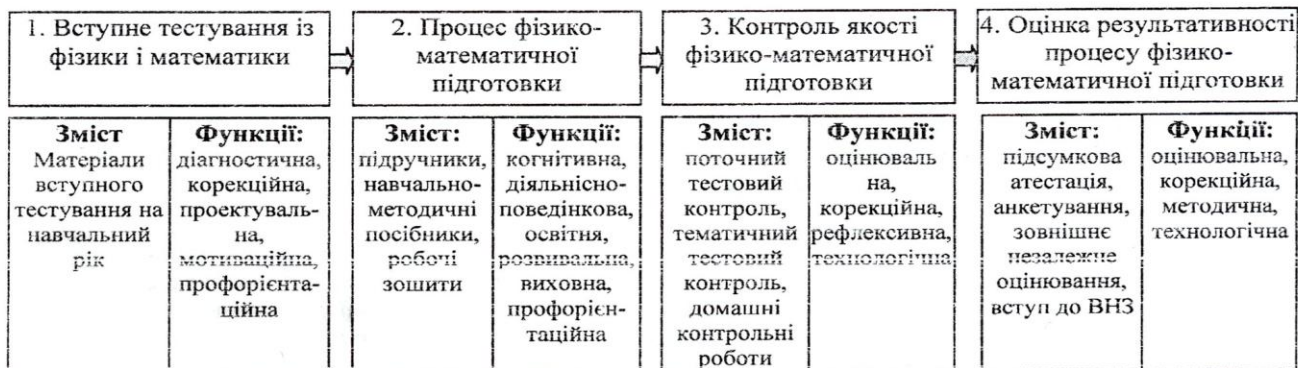 1. Вступне тестування із
фізики і математики
2. Процес фізико-
математичної
підготовки
3. Контроль якості
фізико-математичної
підготовки
4. Оцінка результативності
процесу фізико-
математичної підготовки
Зміст
Матеріали
вступного
тестування на
навчальний
рік
Функції:
діагностична,
корекційна,
проектуваль-
на,
мотиваційна,
профорієнта-
ційна
Зміст:
підручники,
навчально-
методичні
посібники,
робочі
зошити
Функції:
когнітивна,
діяльнісно-
поведінкова,
освітня,
розвивальна,
виховна,
профорієн-
таційна
Зміст:
поточний
тестовий
контроль,
тематичний
тестовий
контроль,
домашні
контрольні
роботи
Функції:
оцінюваль
на,
корекційна,
рефлексивна,
технологічна
Зміст:
підсумкова
атестація,
анкетування,
зовнішнє
незалежне
оцінювання,
вступ до ВНЗ
Функції:
оцінювальна,
корекційна,
методична,
технологічна